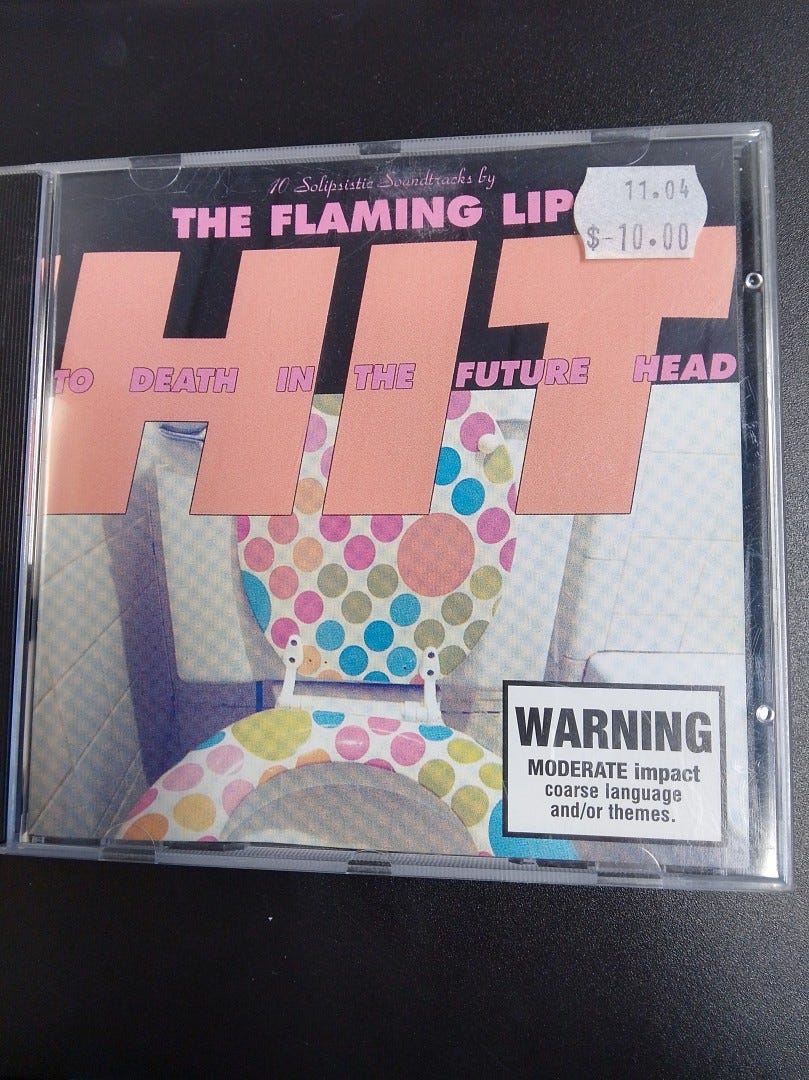 10 Solipsistic Soundtracks by
THE FLAMING LIP
11.04
$-10.00
HIT
TO DEATH IN THE FUTURE HEAD
WARNING
MODERATE impact
coarse language
and/or themes.